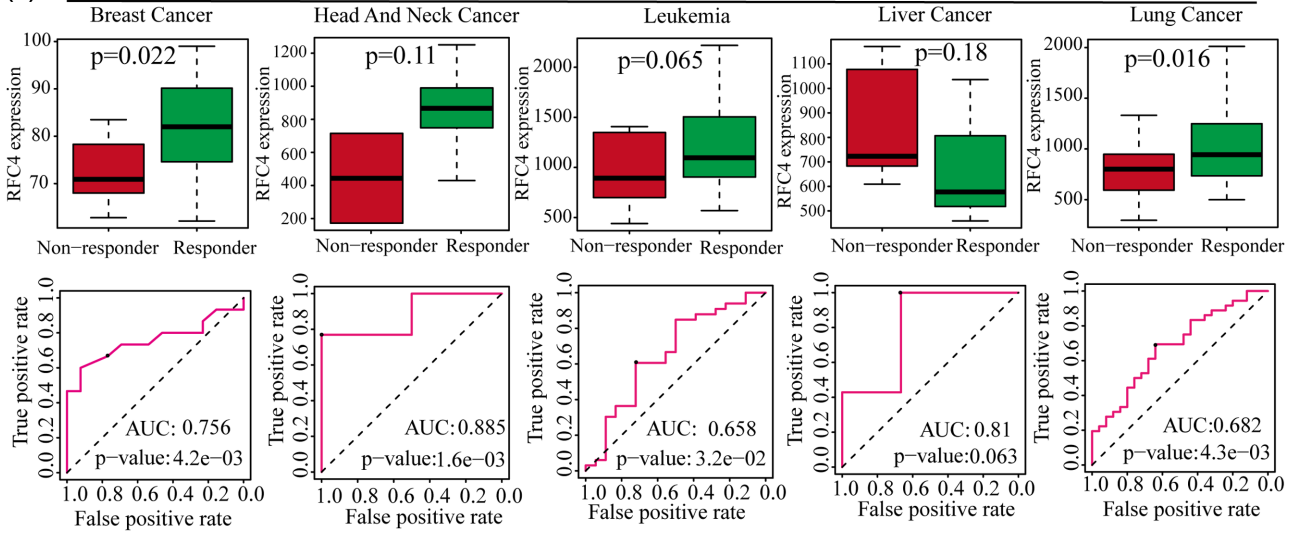 Breast Cancer
Head And Neck Cancer
Leukemia
Liver Cancer
Lung Cancer
RFC4 expression
100
90
80
70
p=0.022
Non−responder Responder
RFC4 expression
1200
1000
800
600
400
200
p=0.11
Non−responder Responder
RFC4 expression
2000
1500
1000
500
p=0.065
Non−responder Responder
RFC4 expression
1100
1000
900
800
700
600
500
p=0.18
Non−responder Responder
RFC4 expression
2000
1500
1000
500
p=0.016
Non−responder Responder
True positive rate
0.0 0.2 0.4 0.6 0.8 1.0
AUC: 0.756
p−value:4.2e−03
1.0 0.8 0.6 0.4 0.2 0.0
False positive rate
True positive rate
0.0 0.2 0.4 0.6 0.8 1.0
AUC:0.885
p−value:1.6e−03
1.0 0.8 0.6 0.4 0.2 0.0
False positive rate
True positive rate
0.0 0.2 0.4 0.6 0.8 1.0
AUC: 0.658
p−value: 3.2e−02
1.0 0.8 0.6 0.4 0.2 0.0
False positive rate
True positive rate
0.0 0.2 0.4 0.6 0.8 1.0
AUC: 0.81
p−value:0.063
1.0 0.8 0.6 0.4 0.2 0.0
False positive rate
True positive rate
0.0 0.2 0.4 0.6 0.8 1.0
AUC:0.682
p−value:4.3e−03
1.0 0.8 0.6 0.4 0.2 0.0
False positive rate